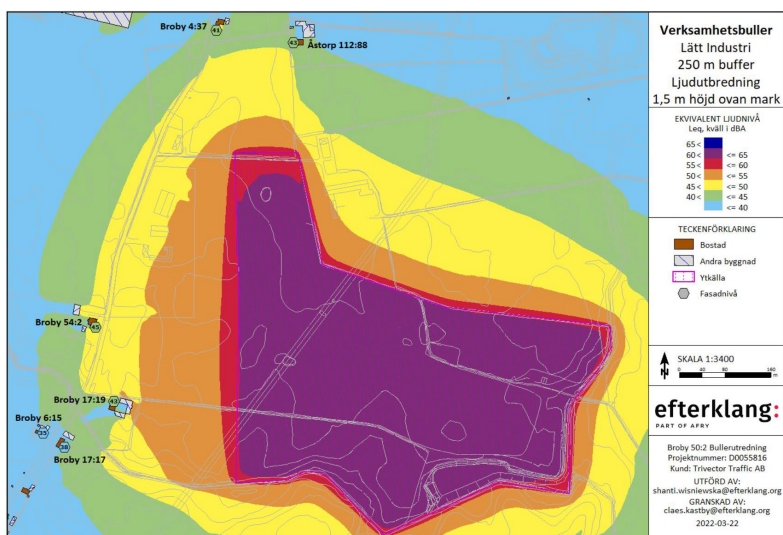 Broby 4:37
41
43
Åstorp 112:88
Broby 54:2
45
Broby 17:19
43
Broby 6:15
35
38
Broby 17:17
Verksamhetsbuller
Lätt Industri
250 m buffer
Ljudutbredning
1,5 m höjd ovan mark
EKVIVALENT LJUDNIVÅ
Leq, kväll i dBA
65 <
60 < <= 65
55 < <= 60
50 < <= 55
45 < <= 50
40 < <= 45
<= 40
TECKENFÖRKLARING
Bostad
Andra byggnad
Ytkälla
Fasadnivå
N
SKALA 1:3400
0 40 80 160
m
efterklang:
PART OF AFRY
Broby 50:2 Bullerutredning
Projektnummer: D0055816
Kund: Trivector Traffic AB
UTFÖRD AV:
shanti.wisniewska@efterklang.org
GRANSKAD AV:
claes.kastby@efterklang.org
2022-03-22